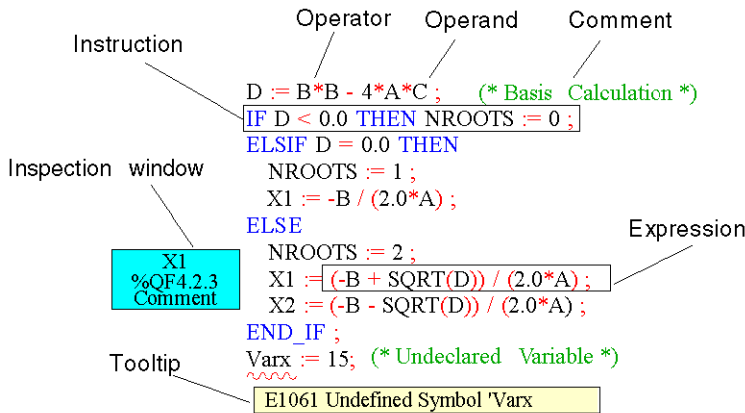 Operator Operand Comment
Instruction
D := B*B - 4*A*C ; (* Basis Calculation *)
IF D < 0.0 THEN NROOTS := 0 ;
ELSIF D = 0.0 THEN
NROOTS := 1 ;
Inspection window
X1 := -B / (2.0*A) ;
ELSE
Expression
NROOTS := 2 ;
X1
%QF4.2.3
Comment
X1 := (-B + SQRT(D)) / (2.0*A) ;
X2 := (-B - SQRT(D)) / (2.0*A) ;
END_IF ;
Tooltip
Varx := 15; (* Undeclared Variable *)
E1061 Undefined Symbol 'Varx